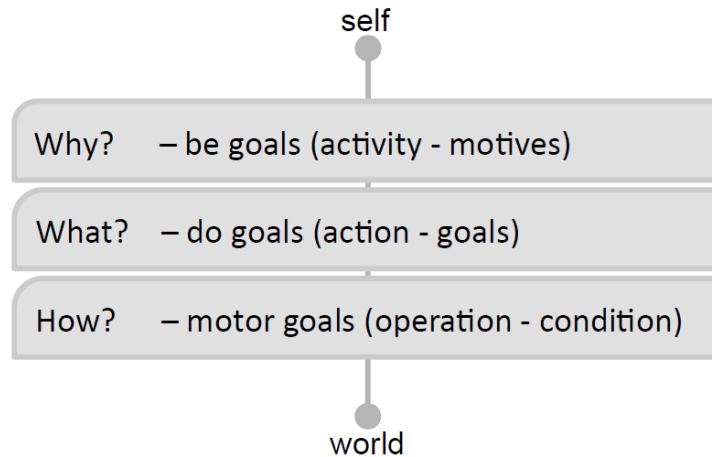 self
Why? – be goals (activity - motives)
What? – do goals (action - goals)
How? – motor goals (operation - condition)
world